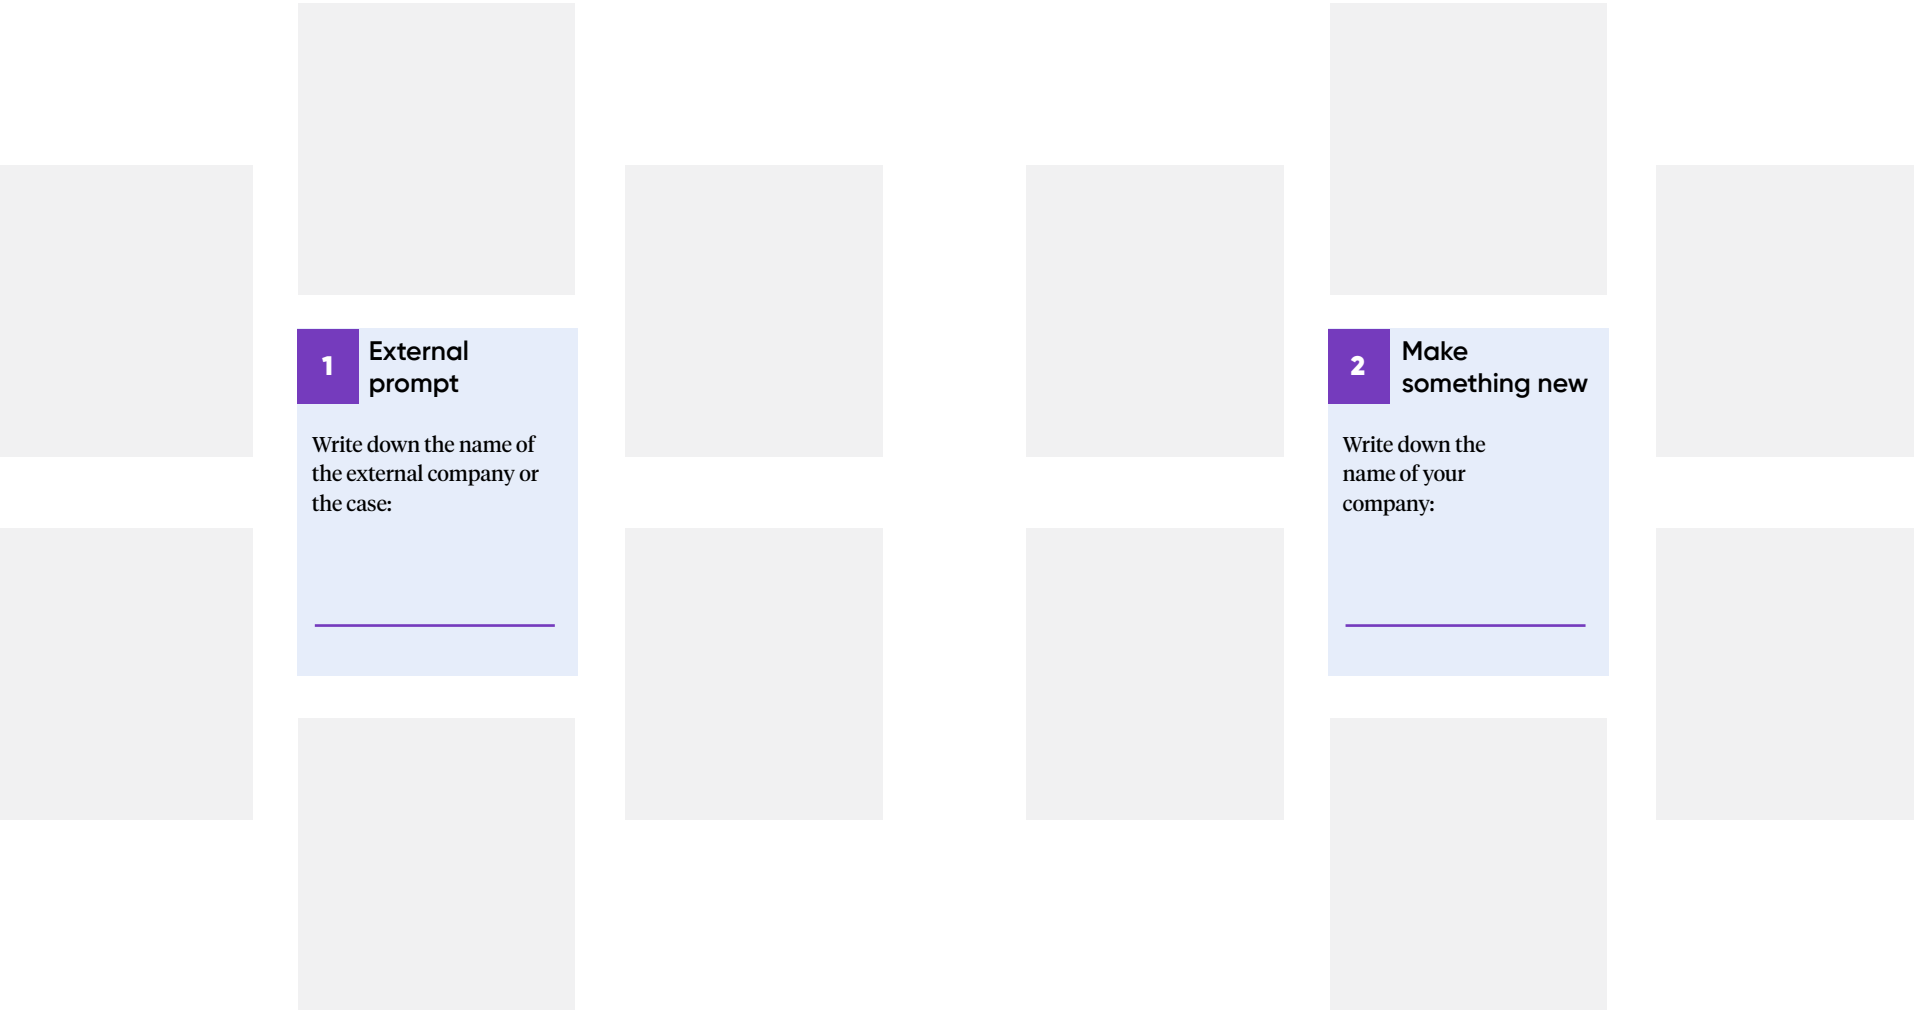 1
External
prompt
Write down the name of
the external company or
the case:
2
Make
something new
Write down the
name of your
company: